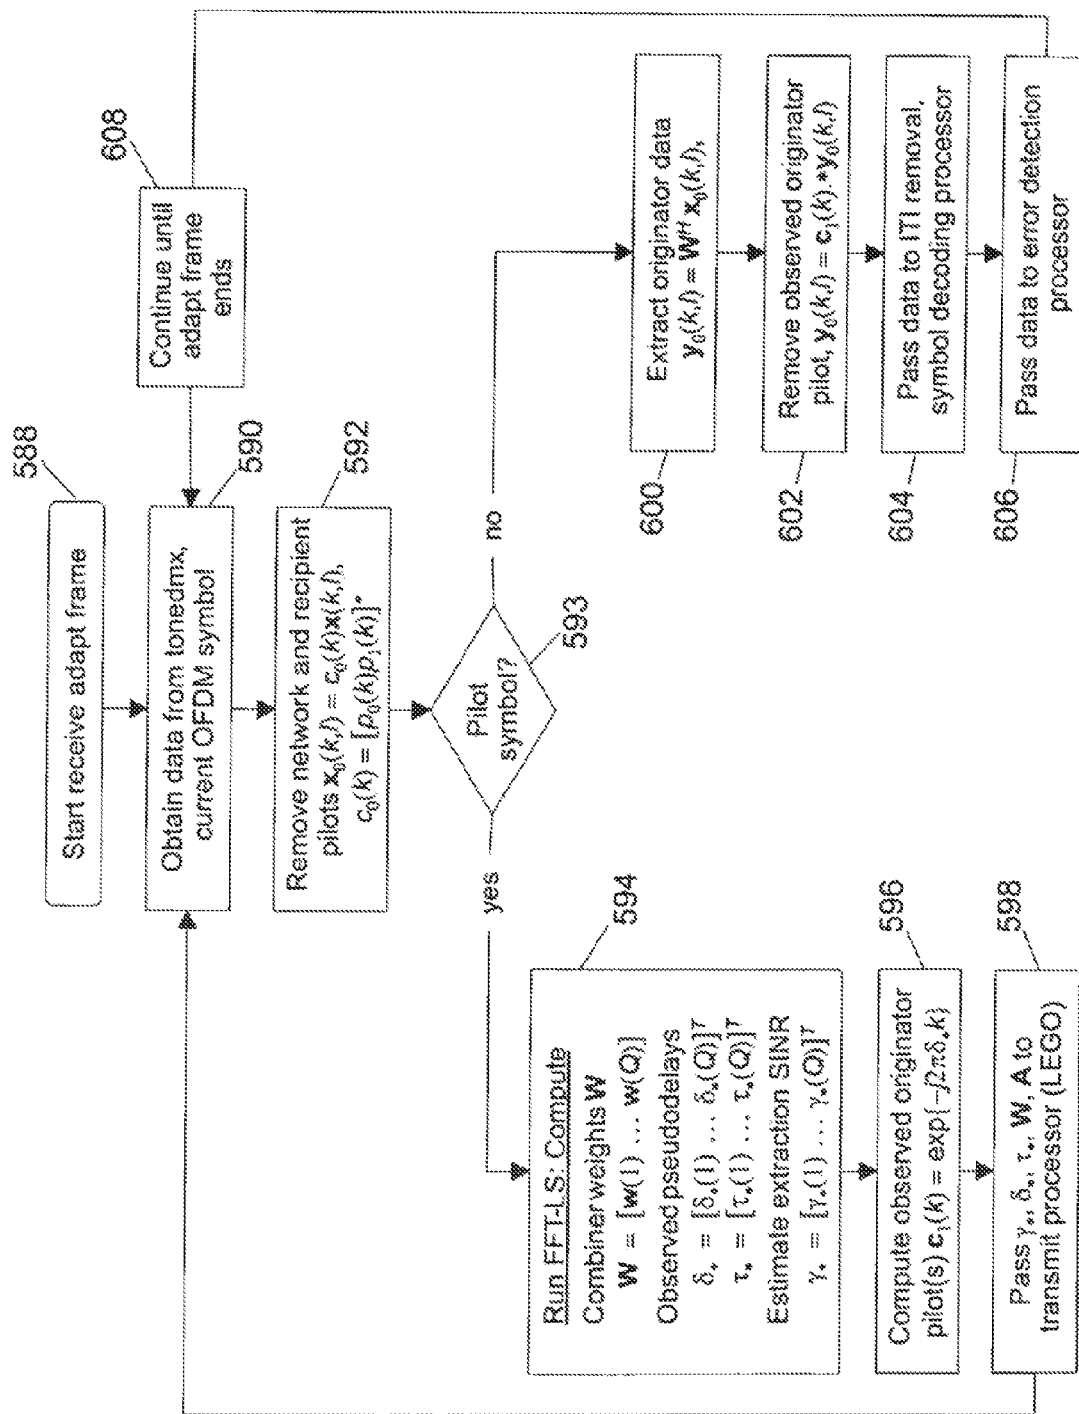 588
Start receive adapt frame
608
Continue until
adapt frame
ends
590
Obtain data from tonedmx,
current OFDM symbol
592
Remove network and recipient
pilots x₀(k,l) = c₀(k)x(k,l),
c₀(k) = [p₀(k)p₁(k)]*
593
Pilot
symbol?
yes
594
Run FFT-LS: Compute
Combiner weights W
W = [w(1) … w(Q)]
Observed pseudodelays
δ* = [δ*(1) … δ*(Q)]ᵀ
τ* = [τ*(1) … τ*(Q)]ᵀ
Estimate extraction SINR
γ* = [γ*(1) … γ*(Q)]ᵀ
596
Compute observed originator
pilot(s) c₁(k) = exp{-j2πδ*k}
598
Pass γ*, δ*, τ*, W, A to
transmit processor (LEGO)
no
600
Extract originator data
y₀(k,l) = Wᴴ x₀(k,l),
602
Remove observed originator
pilot, y₀(k,l) = c₁(k).*y₀(k,l)
604
Pass data to ITI removal,
symbol decoding processor
606
Pass data to error detection
processor